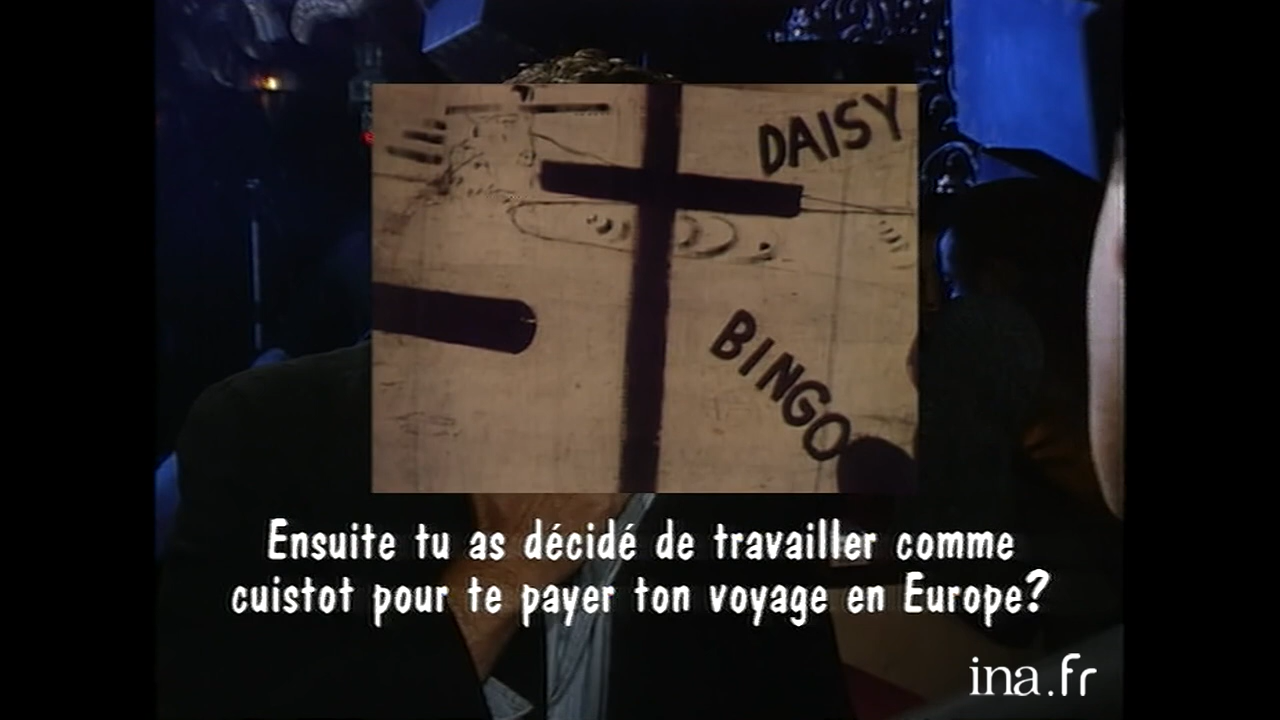 DAISY
BINGO
Ensuite tu as décidé de travailler comme
cuistot pour te payer ton voyage en Europe?
ina.fr